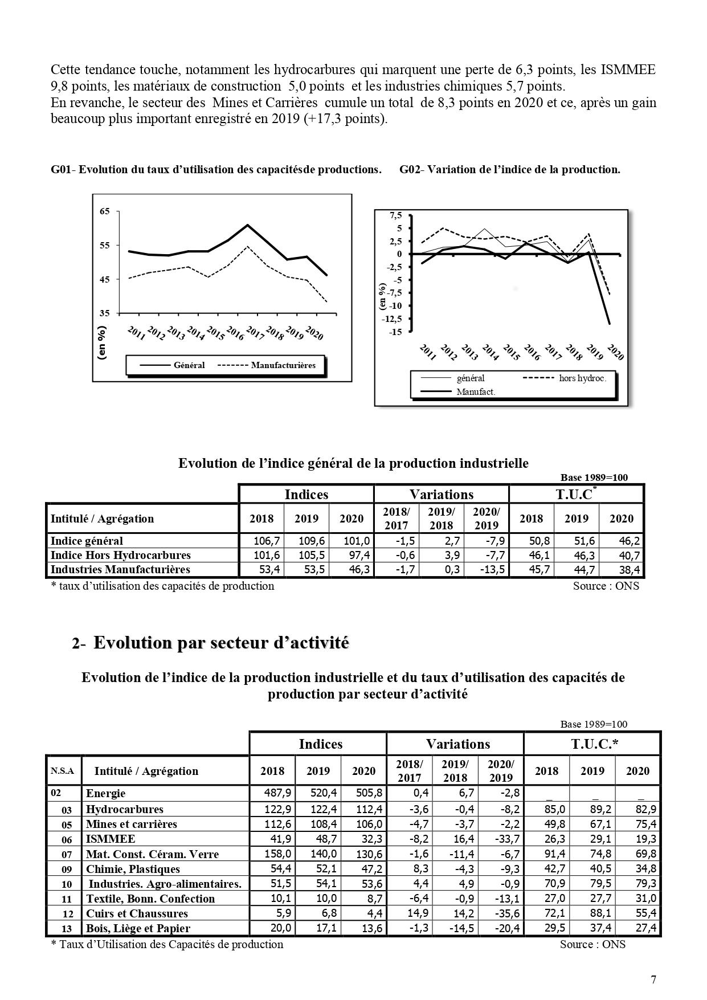 Cette tendance touche, notamment les hydrocarbures qui marquent une perte de 6,3 points, les ISMMEE
9,8 points, les matériaux de construction 5,0 points et les industries chimiques 5,7 points.
En revanche, le secteur des Mines et Carrières cumule un total de 8,3 points en 2020 et ce, après un gain
beaucoup plus important enregistré en 2019 (+17,3 points).
G01- Evolution du taux d’utilisation des capacitésde productions. G02- Variation de l’indice de la production.
65
55
45
35
(en %)
2011 2012 2013 2014 2015 2016 2017 2018 2019 2020
Général Manufacturières
7,5
5
2,5
0
-2,5
-5
-7,5
-10
-12,5
-15
(en %)
2011 2012 2013 2014 2015 2016 2017 2018 2019 2020
général hors hydroc.
Manufact.
Evolution de l’indice général de la production industrielle
Base 1989=100
Indices Variations T.U.C*
Intitulé / Agrégation 2018 2019 2020 2018/2017 2019/2018 2020/2019 2018 2019 2020
Indice général 106,7 109,6 101,0 -1,5 2,7 -7,9 50,8 51,6 46,2
Indice Hors Hydrocarbures 101,6 105,5 97,4 -0,6 3,9 -7,7 46,1 46,3 40,7
Industries Manufacturières 53,4 53,5 46,3 -1,7 0,3 -13,5 45,7 44,7 38,4
* taux d’utilisation des capacités de production Source : ONS
2- Evolution par secteur d’activité
Evolution de l’indice de la production industrielle et du taux d’utilisation des capacités de
production par secteur d’activité
Base 1989=100
Indices Variations T.U.C.*
N.S.A Intitulé / Agrégation 2018 2019 2020 2018/2017 2019/2018 2020/2019 2018 2019 2020
02 Energie 487,9 520,4 505,8 0,4 6,7 -2,8 _ _ _
03 Hydrocarbures 122,9 122,4 112,4 -3,6 -0,4 -8,2 85,0 89,2 82,9
05 Mines et carrières 112,6 108,4 106,0 -4,7 -3,7 -2,2 49,8 67,1 75,4
06 ISMMEE 41,9 48,7 32,3 -8,2 16,4 -33,7 26,3 29,1 19,3
07 Mat. Const. Céram. Verre 158,0 140,0 130,6 -1,6 -11,4 -6,7 91,4 74,8 69,8
09 Chimie, Plastiques 54,4 52,1 47,2 8,3 -4,3 -9,3 42,7 40,5 34,8
10 Industries. Agro-alimentaires. 51,5 54,1 53,6 4,4 4,9 -0,9 70,9 79,5 79,3
11 Textile, Bonn. Confection 10,1 10,0 8,7 -6,4 -0,9 -13,1 27,0 27,7 31,0
12 Cuirs et Chaussures 5,9 6,8 4,4 14,9 14,2 -35,6 72,1 88,1 55,4
13 Bois, Liège et Papier 20,0 17,1 13,6 -1,3 -14,5 -20,4 29,5 37,4 27,4
* Taux d’Utilisation des Capacités de production Source : ONS
7